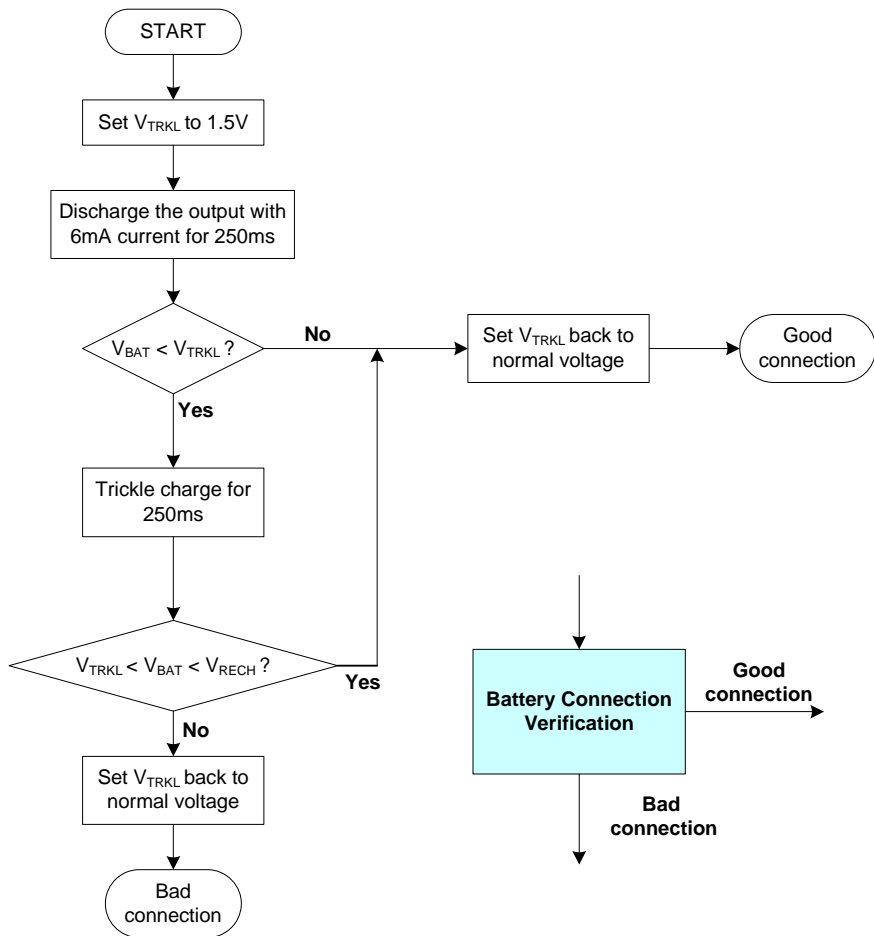 START
Set VTRKL to 1.5V
Discharge the output with
6mA current for 250ms
VBAT < VTRKL ?
No
Set VTRKL back to
normal voltage
Good
connection
Yes
Trickle charge for
250ms
VTRKL < VBAT < VRECH ?
Yes
No
Set VTRKL back to
normal voltage
Bad
connection
Battery Connection
Verification
Good
connection
Bad
connection